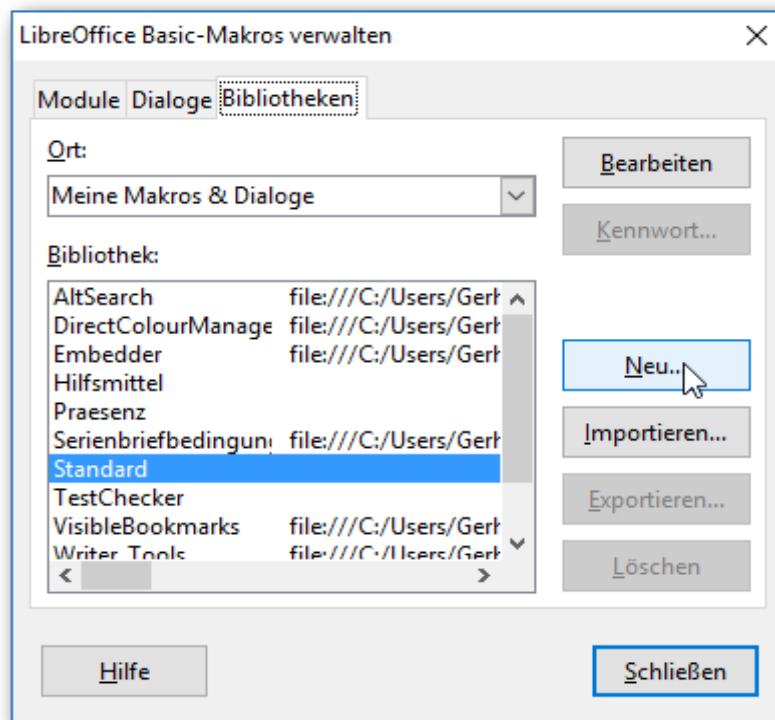 LibreOffice Basic-Makros verwalten
Module Dialoge Bibliotheken
Ort:
Meine Makros & Dialoge
Bearbeiten
Kennwort...
Bibliothek:
AltSearch file:///C:/Users/Gerh
DirectColourManage file:///C:/Users/Gerh
Embedder file:///C:/Users/Gerh
Hilfsmittel
Praesenz
Serienbriefbedingung file:///C:/Users/Gerh
Standard
TestChecker
VisibleBookmarks file:///C:/Users/Gerh
Writer_Tools file:///C:/Users/Gerh
Neu...
Importieren...
Exportieren...
Löschen
Hilfe
Schließen